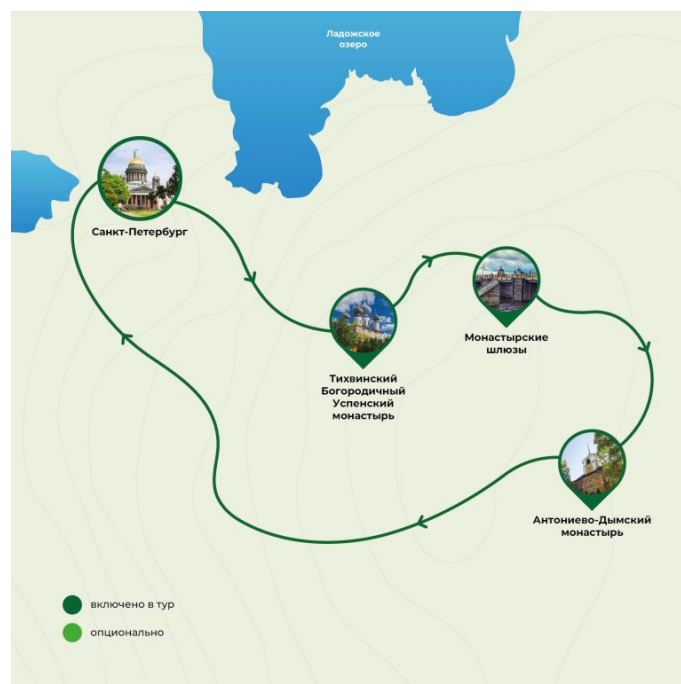 Ладожское
озеро
Санкт-Петербург
Монастырские
шлюзы
Тихвинский
Богородичный
Успенский
монастырь
Антониево-Дымский
монастырь
включено в тур
опционально